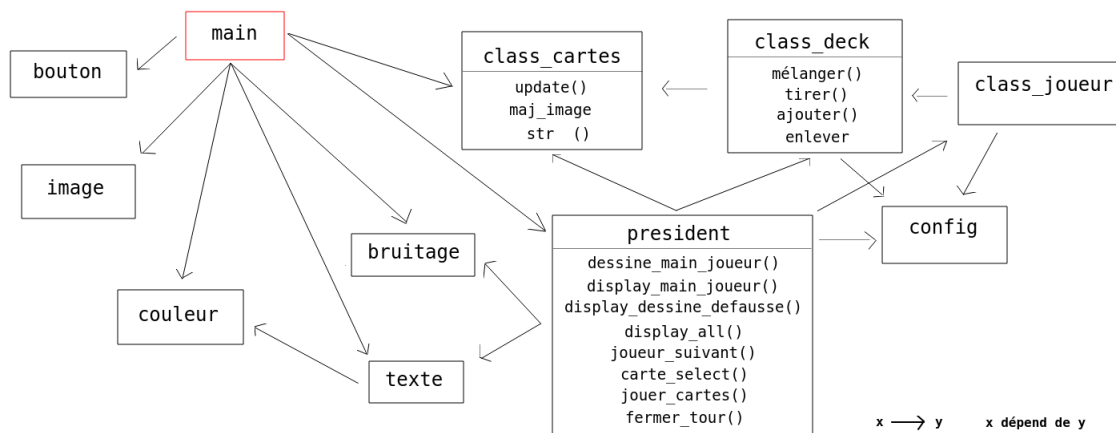 main
bouton
image
couleur
texte
bruitage
class_cartes
update()
maj_image
str ()
class_deck
mélanger()
tirer()
ajouter()
enlever
class_joueur
config
president
dessine_main_joueur()
display_main_joueur()
display_dessine_defausse()
display_all()
joueur_suivant()
carte_select()
jouer_cartes()
fermer_tour()
x → y x dépend de y